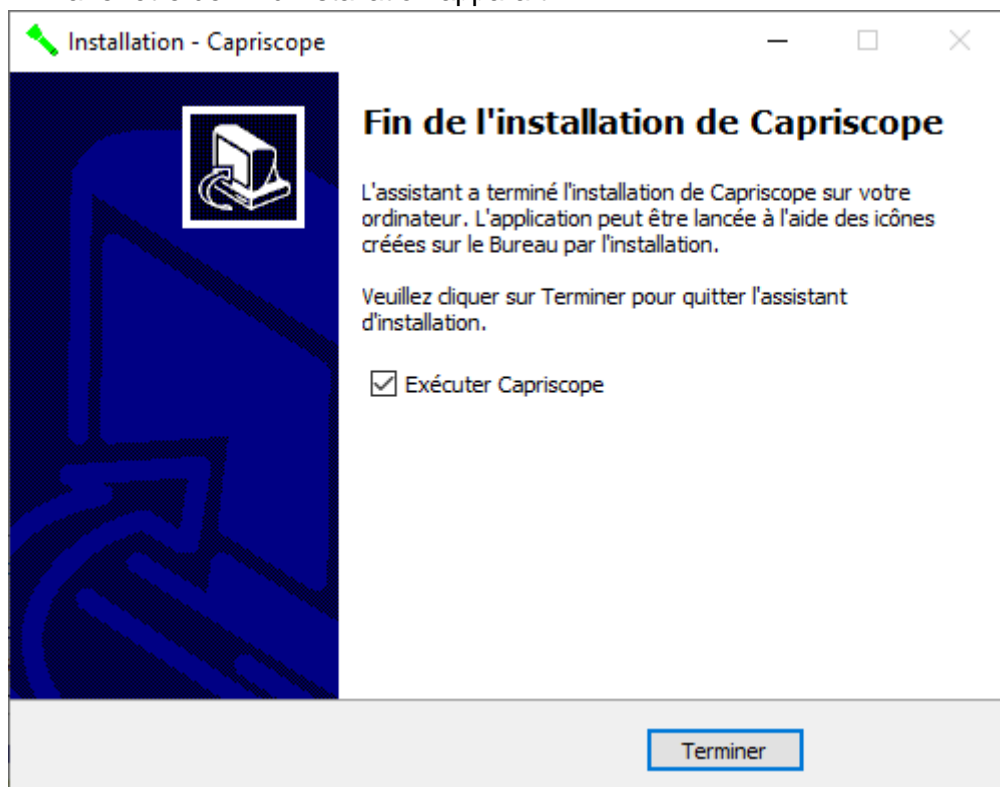 Installation - Capriscope
Fin de l'installation de Capriscope
L'assistant a terminé l'installation de Capriscope sur votre
ordinateur. L'application peut être lancée à l'aide des icônes
créées sur le Bureau par l'installation.
Veuillez cliquer sur Terminer pour quitter l'assistant
d'installation.
Exécuter Capriscope
Terminer